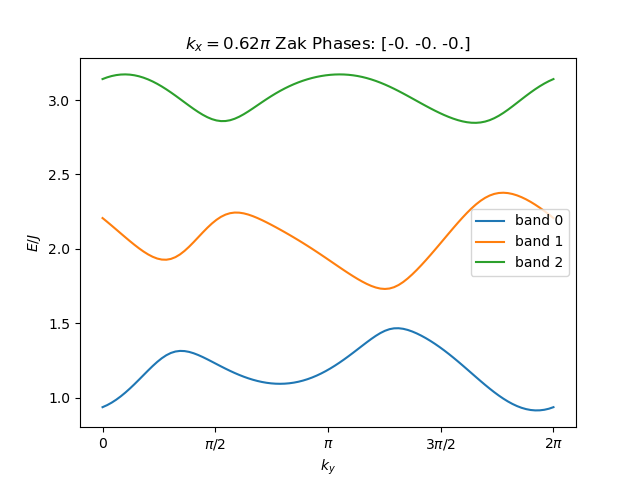 $k_x = 0.62\pi$ Zak Phases: [-0. -0. -0.]
3.0
2.5
2.0
1.5
1.0
E/J
band 0
band 1
band 2
0
π/2
π
3π/2
2π
$k_y$